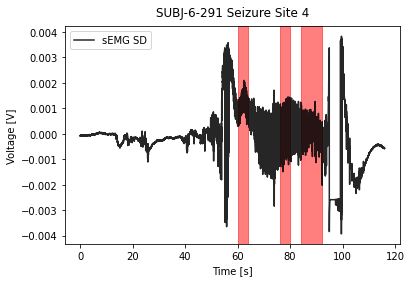 SUBJ-6-291 Seizure Site 4
sEMG SD
Voltage [V]
0.004
0.003
0.002
0.001
0.000
−0.001
−0.002
−0.003
−0.004
0 20 40 60 80 100 120
Time [s]